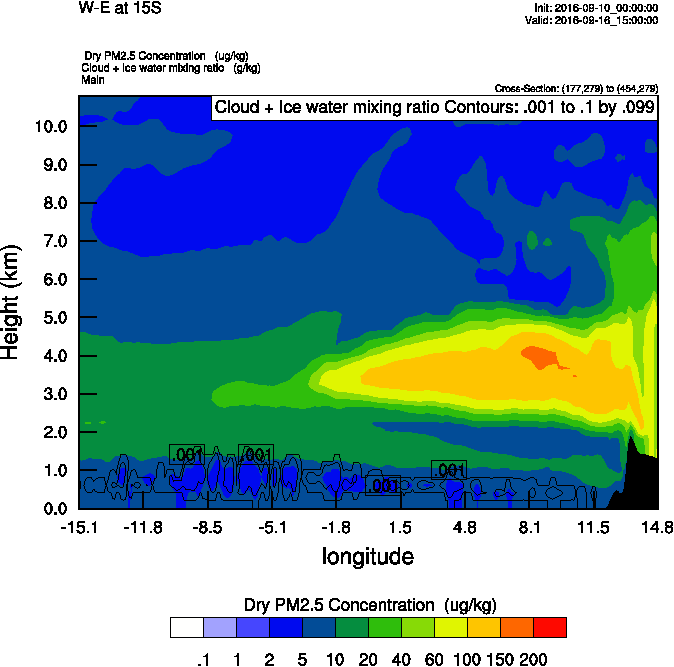 W-E at 15S
Init: 2016-09-10_00:00:00
Valid: 2016-09-16_15:00:00
Dry PM2.5 Concentration (ug/kg)
Cloud + Ice water mixing ratio (g/kg)
Main
Cross-Section: (177,279) to (454,279)
Cloud + Ice water mixing ratio Contours: .001 to .1 by .099
10.0
9.0
8.0
7.0
6.0
5.0
4.0
3.0
2.0
1.0
0.0
Height (km)
.001
.001
.001
.001
-15.1 -11.8 -8.5 -5.1 -1.8 1.5 4.8 8.1 11.5 14.8
longitude
Dry PM2.5 Concentration (ug/kg)
.1 1 2 5 10 20 40 60 100 150 200